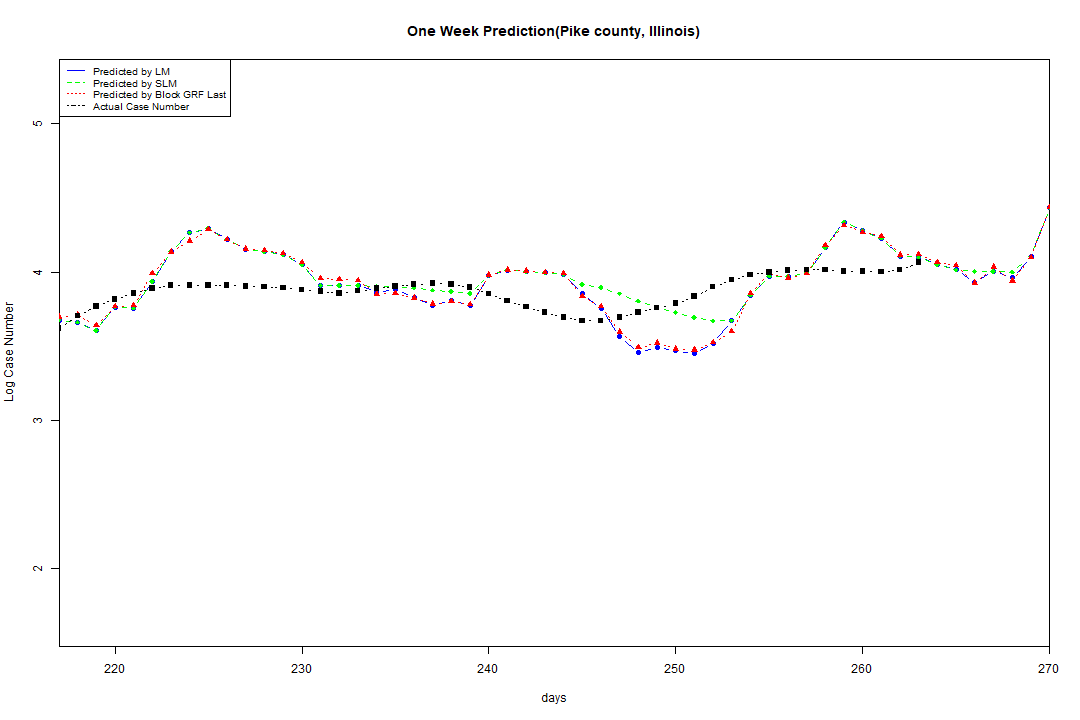 One Week Prediction(Pike county, Illinois)
Predicted by LM
Predicted by SLM
Predicted by Block GRF Last
Actual Case Number
5
4
3
2
Log Case Number
220 230 240 250 260 270
days